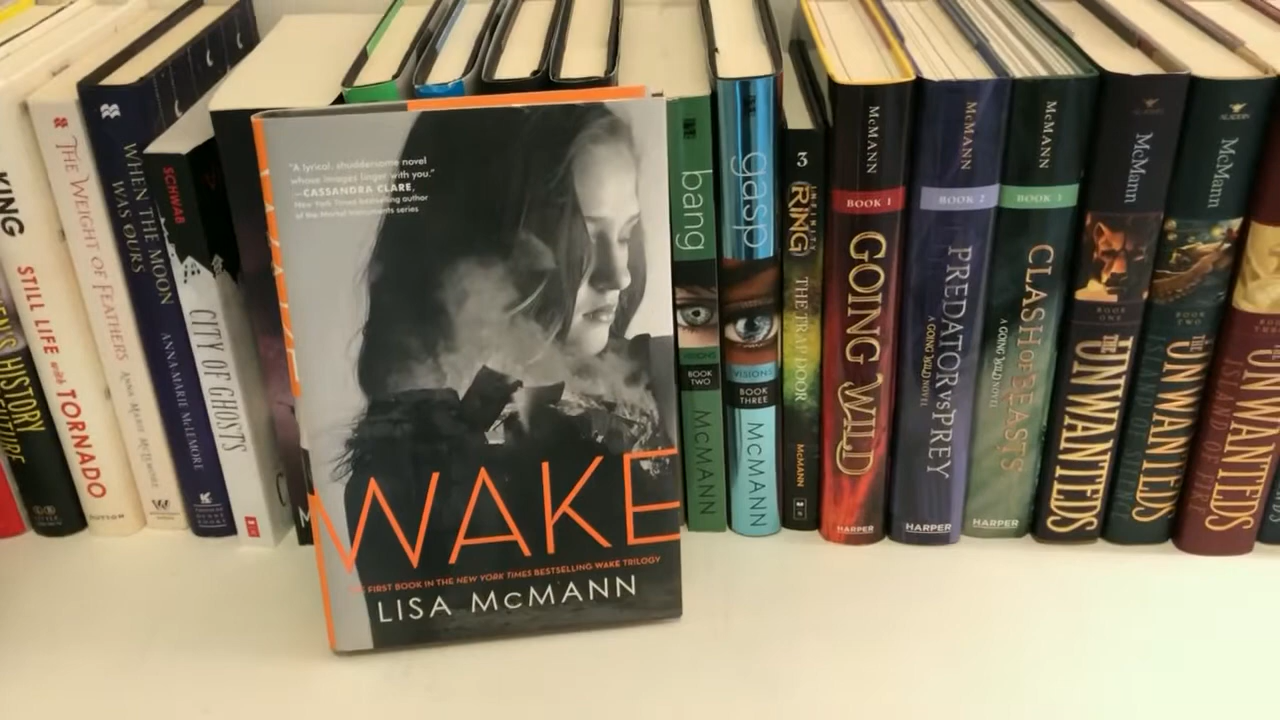 KING
STILL LIFE with TORNADO
DUTTON
THE WEIGHT OF FEATHERS
ANNA-MARIE McLEMORE
WHEN THE MOON
WAS OURS
ANNA-MARIE McLEMORE
SCHWAB
CITY OF GHOSTS
"A lyrical, shuddersome novel
whose images linger with you."
—CASSANDRA CLARE,
New York Times bestselling author
of the Mortal Instruments series
WAKE
FIRST BOOK IN THE NEW YORK TIMES BESTSELLING WAKE TRILOGY
LISA McMANN
bang
VISIONS
BOOK
TWO
MCMANN
gasp
VISIONS
BOOK
THREE
MCMANN
3
INFINITY
RING
THE TRAP DOOR
McMANN
McMANN
BOOK 1
GOING WILD
HARPER
McMANN
BOOK 2
PREDATOR vs PREY
A GOING WILD NOVEL
HARPER
McMANN
BOOK 3
CLASH OF BEASTS
A GOING WILD NOVEL
HARPER
ALADDIN
McMann
BOOK
ONE
THE UNWANTEDS
ALADDIN
McMann
BOOK
TWO
THE UNWANTEDS
ISLAND OF
UNWANTEDS
ISLAND OF FIRE